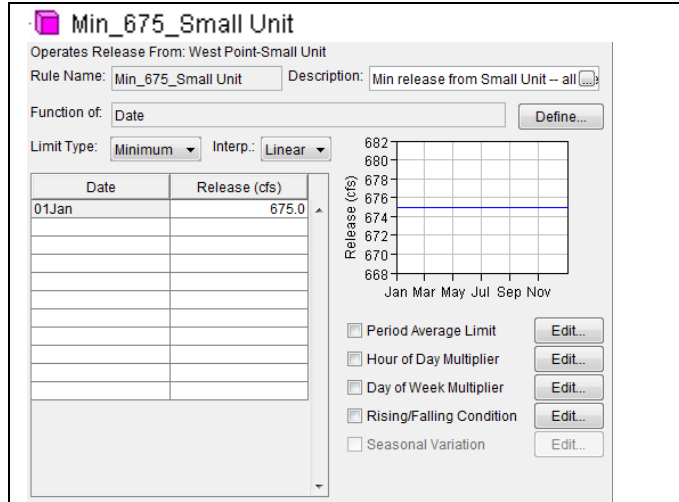 Min_675_Small Unit
Operates Release From: West Point-Small Unit
Rule Name: Min_675_Small Unit Description: Min release from Small Unit -- all ...
Function of: Date Define...
Limit Type: Minimum Interp.: Linear
Date Release (cfs)
01Jan 675.0
Release (cfs)
682
680
678
676
674
672
670
668
Jan Mar May Jul Sep Nov
Period Average Limit Edit...
Hour of Day Multiplier Edit...
Day of Week Multiplier Edit...
Rising/Falling Condition Edit...
Seasonal Variation Edit...